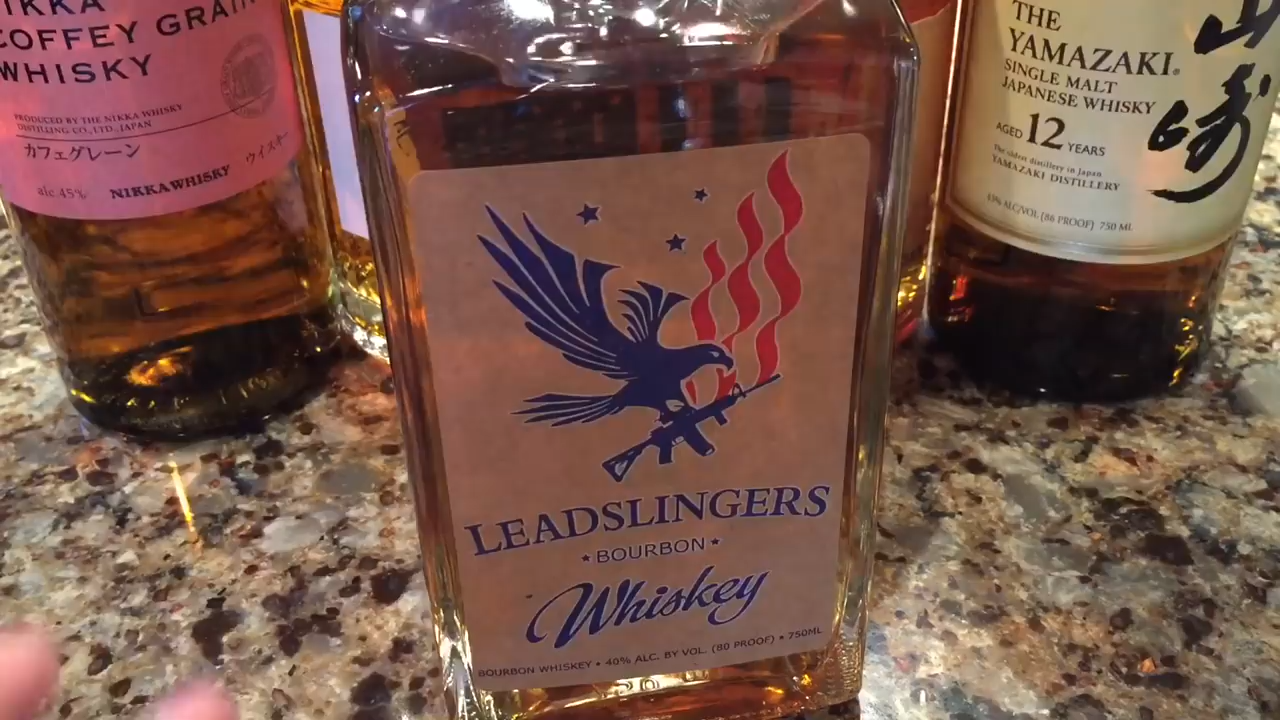 NIKKA
COFFEY GRAIN
WHISKY
PRODUCED BY THE NIKKA WHISKY
DISTILLING CO., LTD., JAPAN
カフェグレーン
ウイスキー
alc.45%
NIKKA WHISKY
LEADSLINGERS
★BOURBON★
Whiskey
BOURBON WHISKEY • 40% ALC. BY VOL. (80 PROOF) • 750ML
THE
YAMAZAKI®
SINGLE MALT
JAPANESE WHISKY
AGED 12 YEARS
The oldest distillery in Japan
YAMAZAKI DISTILLERY
43% ALC/VOL (86 PROOF) 750 ML
山崎